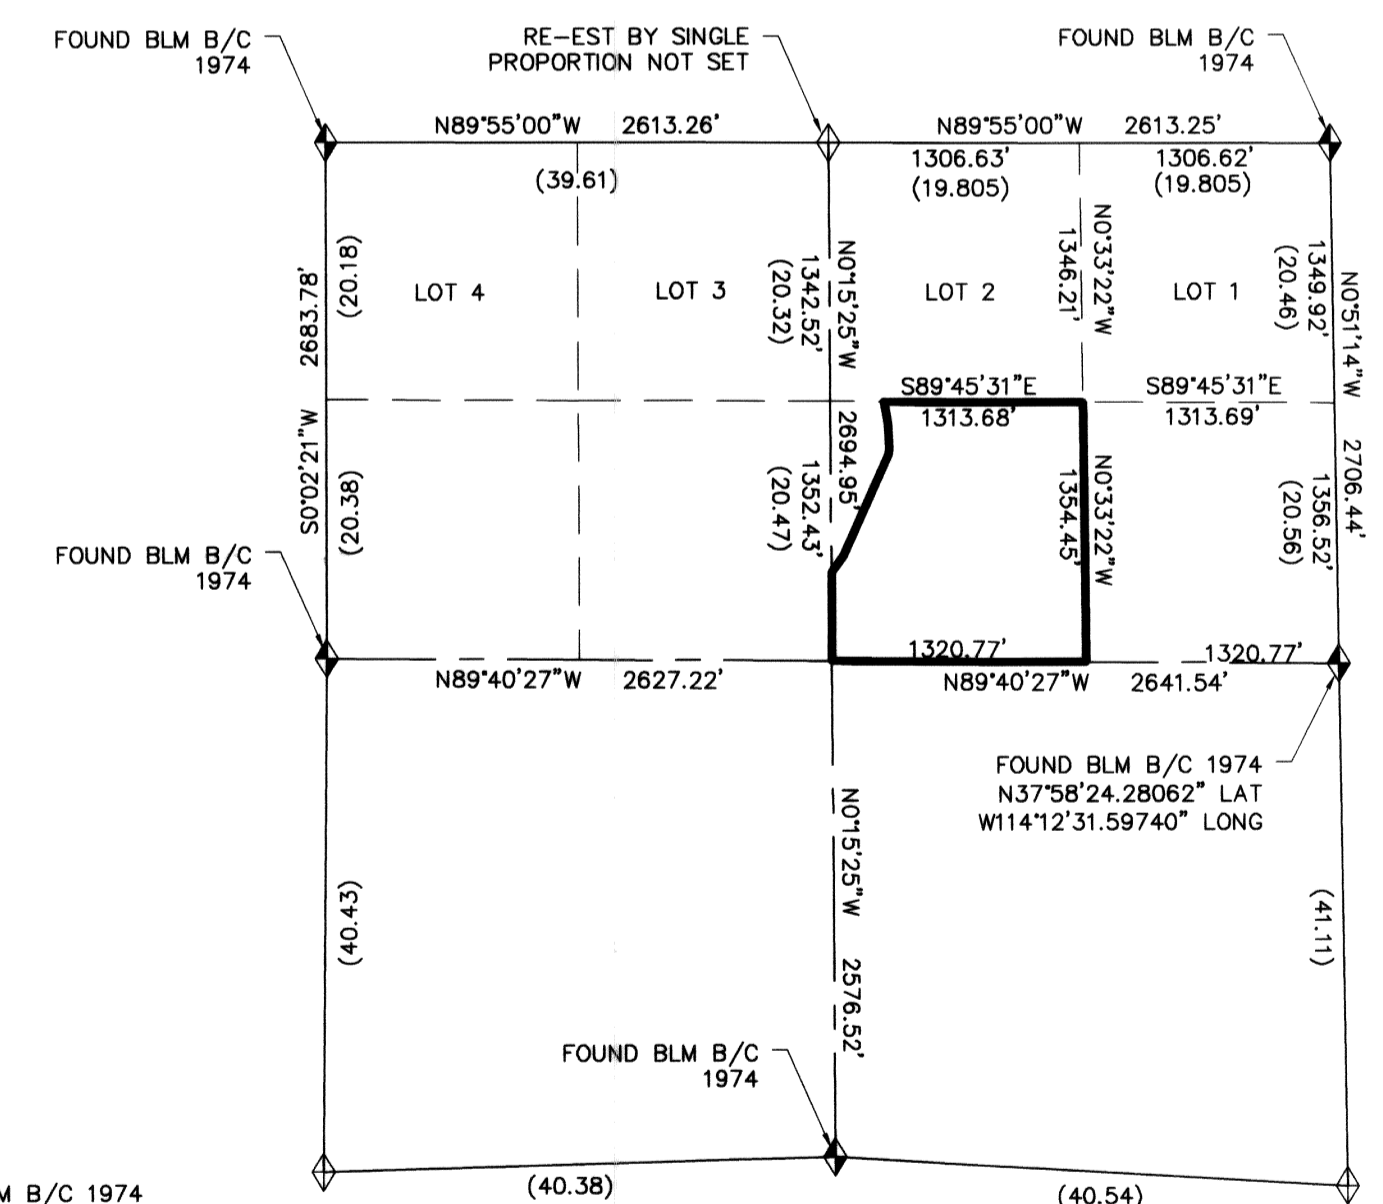 FOUND BLM B/C
1974
RE-EST BY SINGLE
PROPORTION NOT SET
FOUND BLM B/C
1974
N89°55'00"W 2613.26'
N89°55'00"W 2613.25'
1306.63'
(19.805)
1306.62'
(19.805)
(39.61)
S0°02'21"W 2683.78'
(20.18)
(20.38)
LOT 4
LOT 3
LOT 2
LOT 1
N0°15'25"W 2694.95'
1342.52'
(20.32)
1352.43'
(20.47)
N0°33'22"W
1346.21'
N0°51'14"W 2706.44'
1349.92'
(20.46)
1356.52'
(20.56)
S89°45'31"E
1313.68'
S89°45'31"E
1313.69'
N0°33'22"W
1354.45'
FOUND BLM B/C
1974
1320.77'
1320.77'
N89°40'27"W 2627.22'
N89°40'27"W 2641.54'
FOUND BLM B/C 1974
N37°58'24.28062" LAT
W114°12'31.59740" LONG
N0°15'25"W 2576.52'
(40.43)
(41.11)
FOUND BLM B/C
1974
(40.38)
(40.54)
M B/C 1974